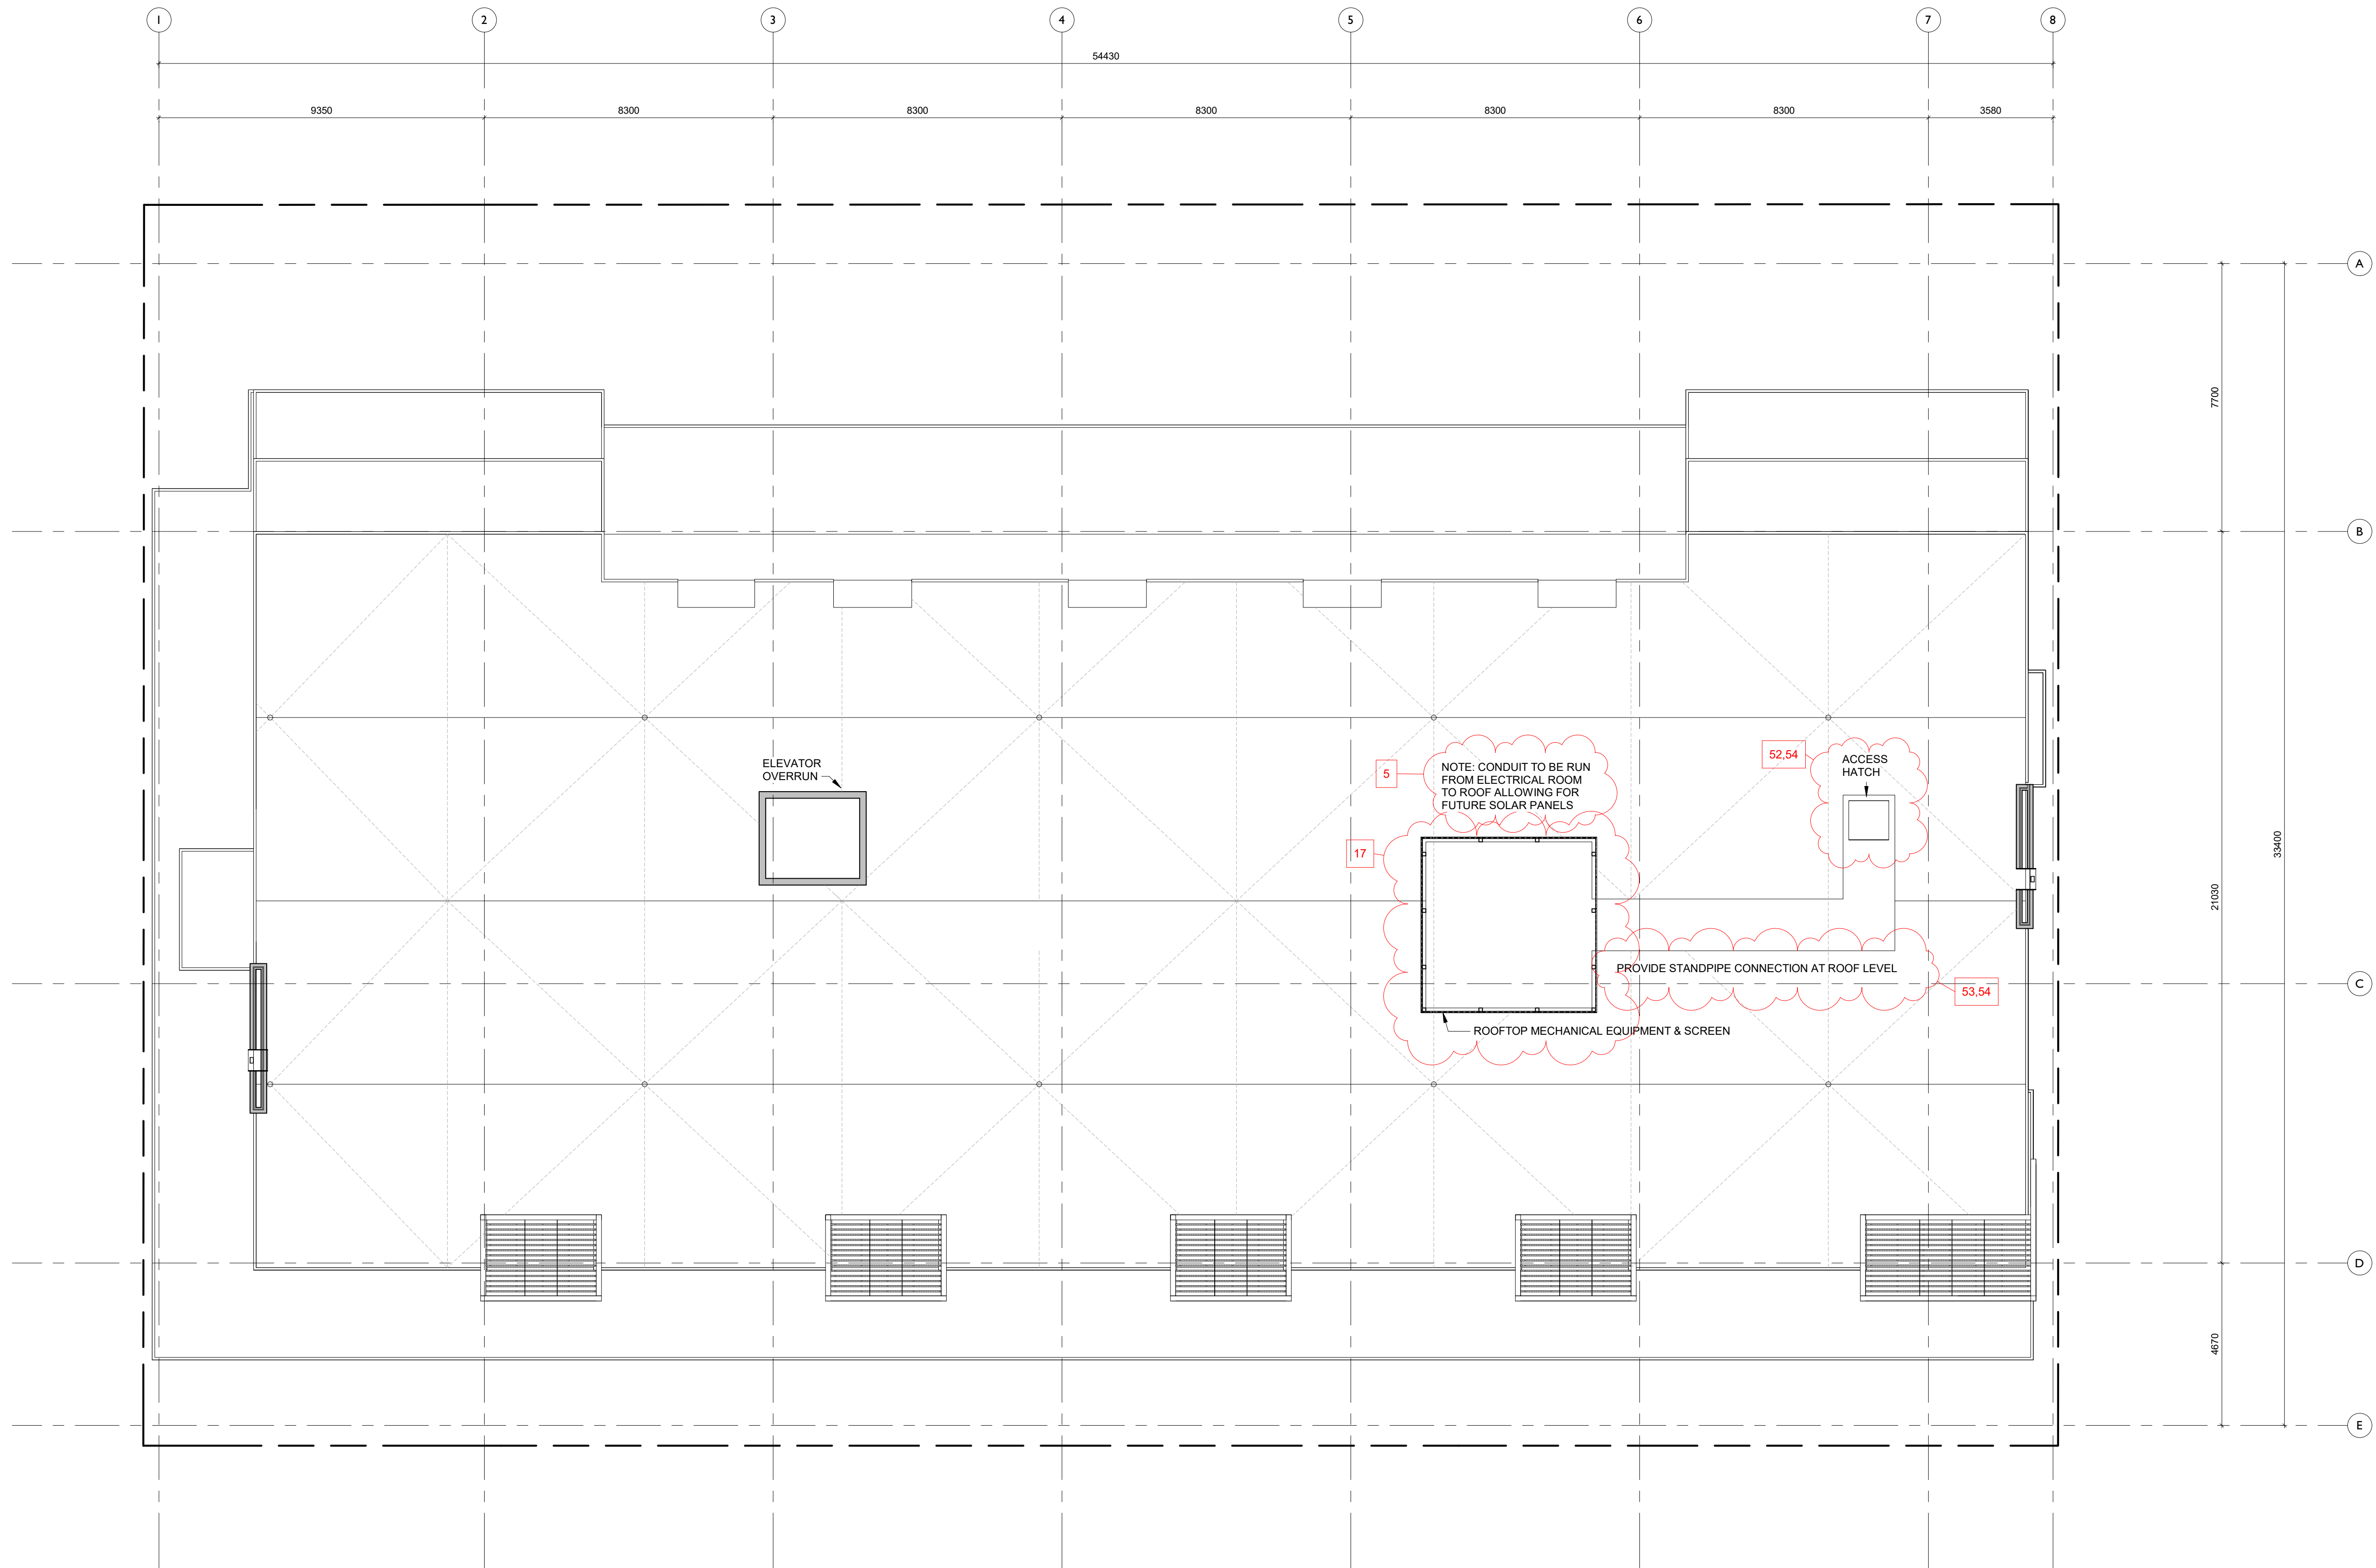 1 2 3 4 5 6 7 8
54430
9350 8300 8300 8300 8300 8300 3580
A
7700
B
ELEVATOR
OVERRUN
5
NOTE: CONDUIT TO BE RUN
FROM ELECTRICAL ROOM
TO ROOF ALLOWING FOR
FUTURE SOLAR PANELS
52,54
ACCESS
HATCH
17
33400
21030
PROVIDE STANDPIPE CONNECTION AT ROOF LEVEL
C
53,54
ROOFTOP MECHANICAL EQUIPMENT & SCREEN
D
4670
E